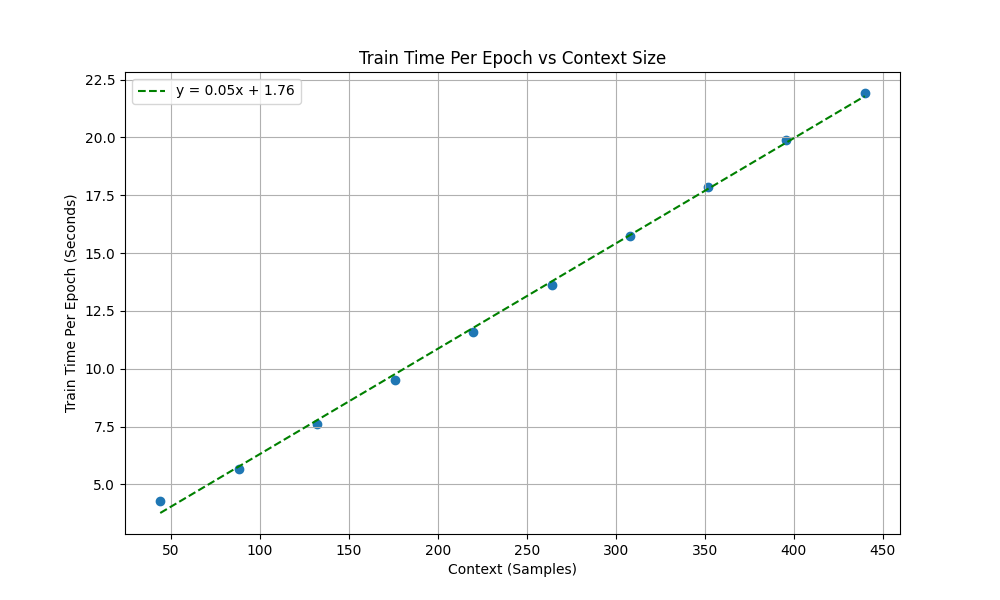 Train Time Per Epoch vs Context Size
y = 0.05x + 1.76
Train Time Per Epoch (Seconds)
22.5
20.0
17.5
15.0
12.5
10.0
7.5
5.0
50 100 150 200 250 300 350 400 450
Context (Samples)